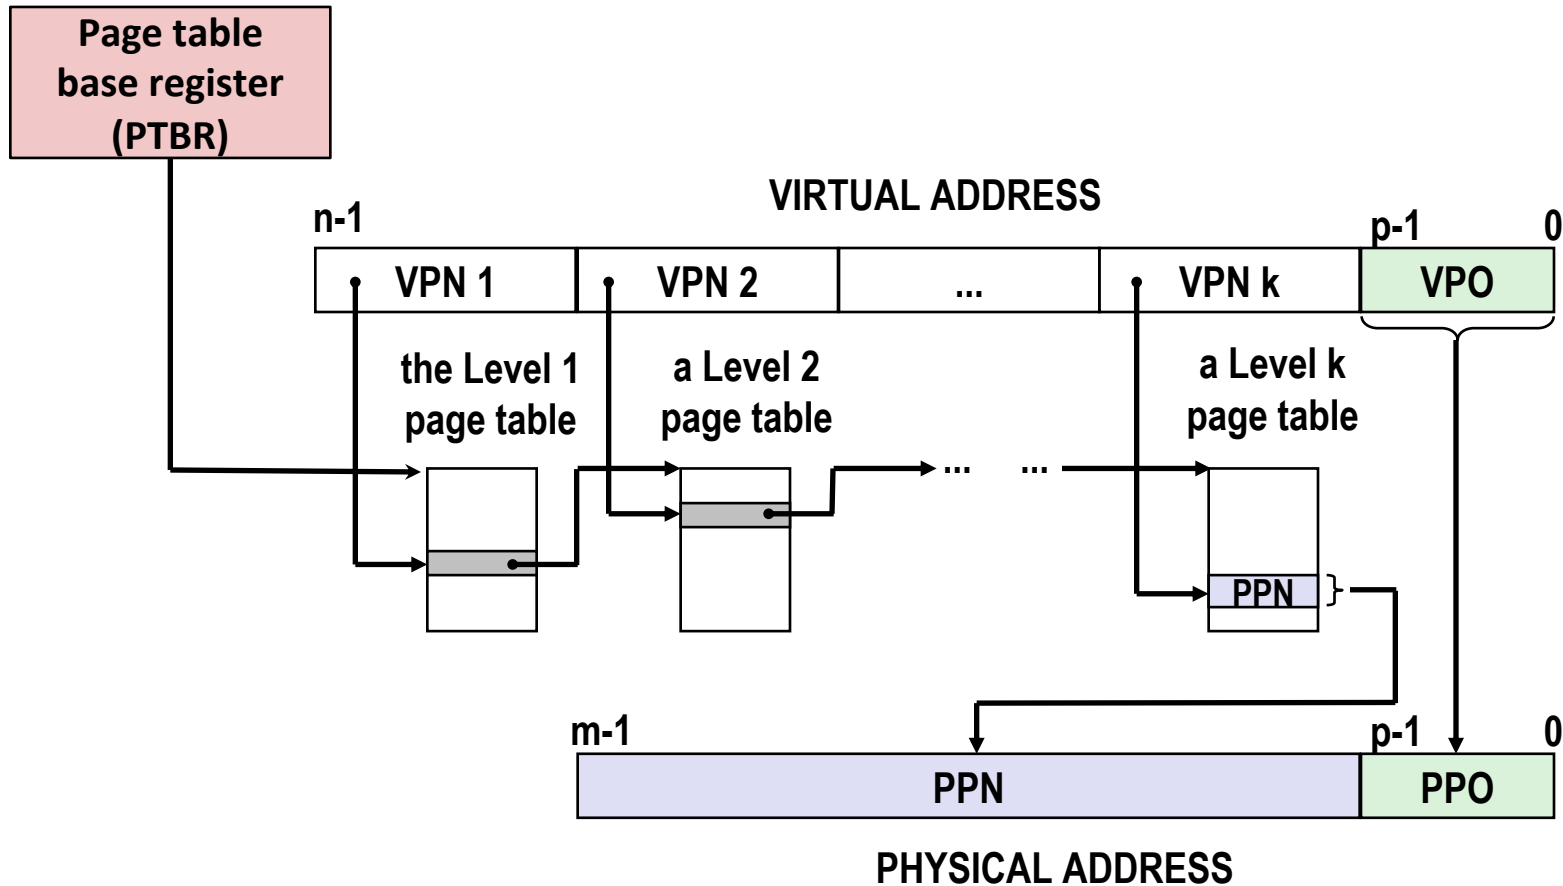 Page table
base register
(PTBR)
VIRTUAL ADDRESS
n-1
p-1
0
VPN 1
VPN 2
...
VPN k
VPO
the Level 1
page table
a Level 2
page table
a Level k
page table
... ...
PPN
m-1
p-1
0
PPN
PPO
PHYSICAL ADDRESS